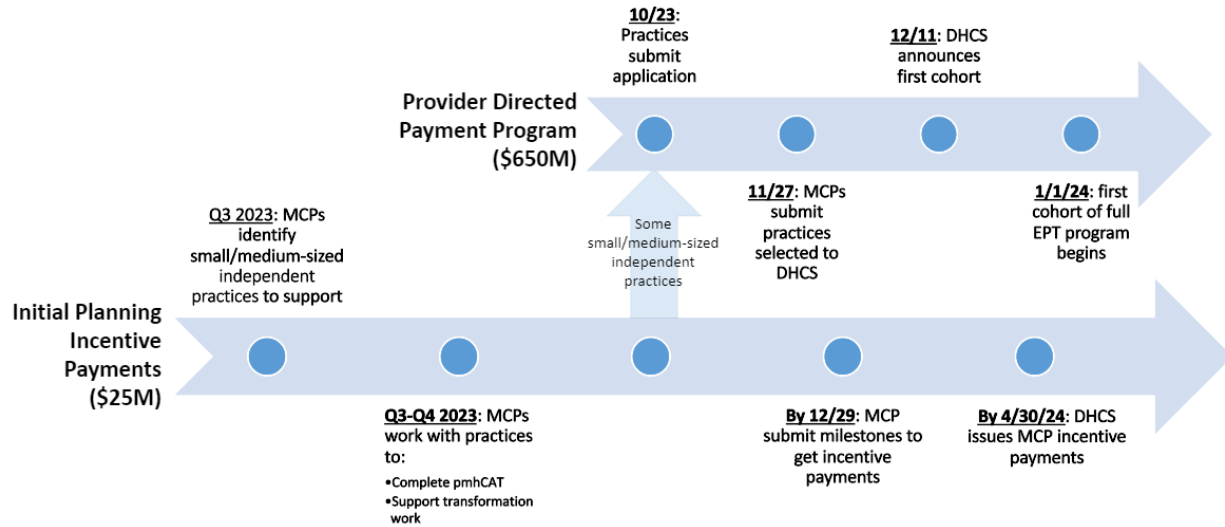 10/23:
Practices
submit
application
12/11: DHCS
announces
first cohort
Provider Directed
Payment Program
($650M)
11/27: MCPs
submit
practices
selected to
DHCS
1/1/24: first
cohort of full
EPT program
begins
Some
small/medium-sized
independent
practices
Q3 2023: MCPs
identify
small/medium-sized
independent
practices to support
Initial Planning
Incentive
Payments
($25M)
Q3-Q4 2023: MCPs
work with practices
to:
•Complete pmhCAT
•Support transformation
work
By 12/29: MCP
submit milestones to
get incentive
payments
By 4/30/24: DHCS
issues MCP incentive
payments